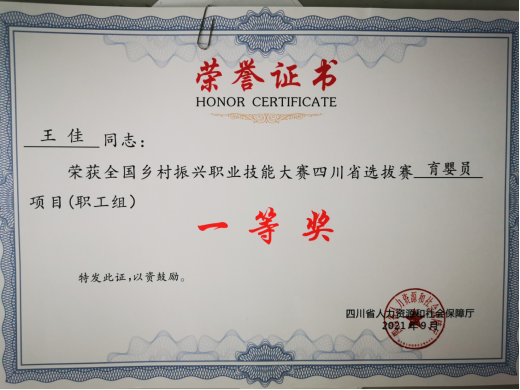 荣誉证书
HONOR CERTIFICATE
王佳同志：
荣获全国乡村振兴职业技能大赛四川省选拔赛育婴员
项目(职工组)
一等奖
特发此证，以资鼓励。
四川省人力资源和社会保障厅
2021年9月